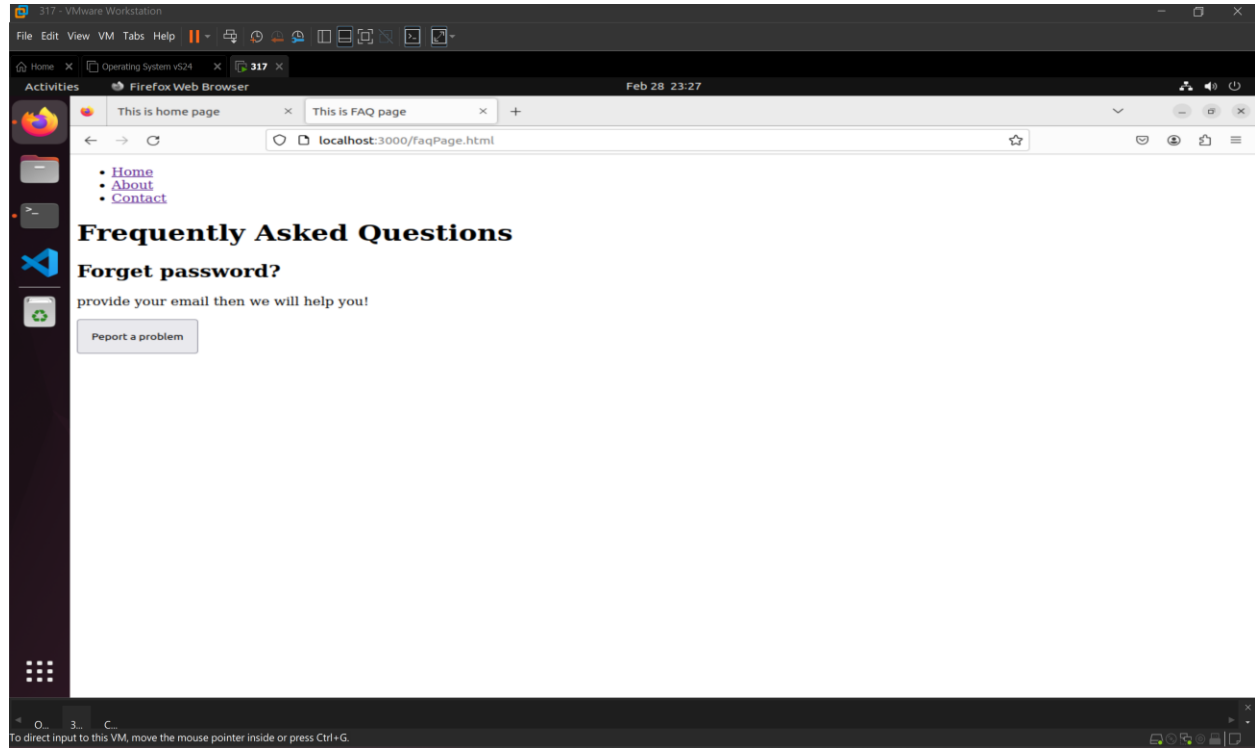 317 - VMware Workstation
File Edit View VM Tabs Help
Home Operating System vS24 317
Activities Firefox Web Browser Feb 28 23:27
This is home page This is FAQ page
localhost:3000/faqPage.html
Home
About
Contact
Frequently Asked Questions
Forget password?
provide your email then we will help you!
Peport a problem
O... 3... C...
To direct input to this VM, move the mouse pointer inside or press Ctrl+G.